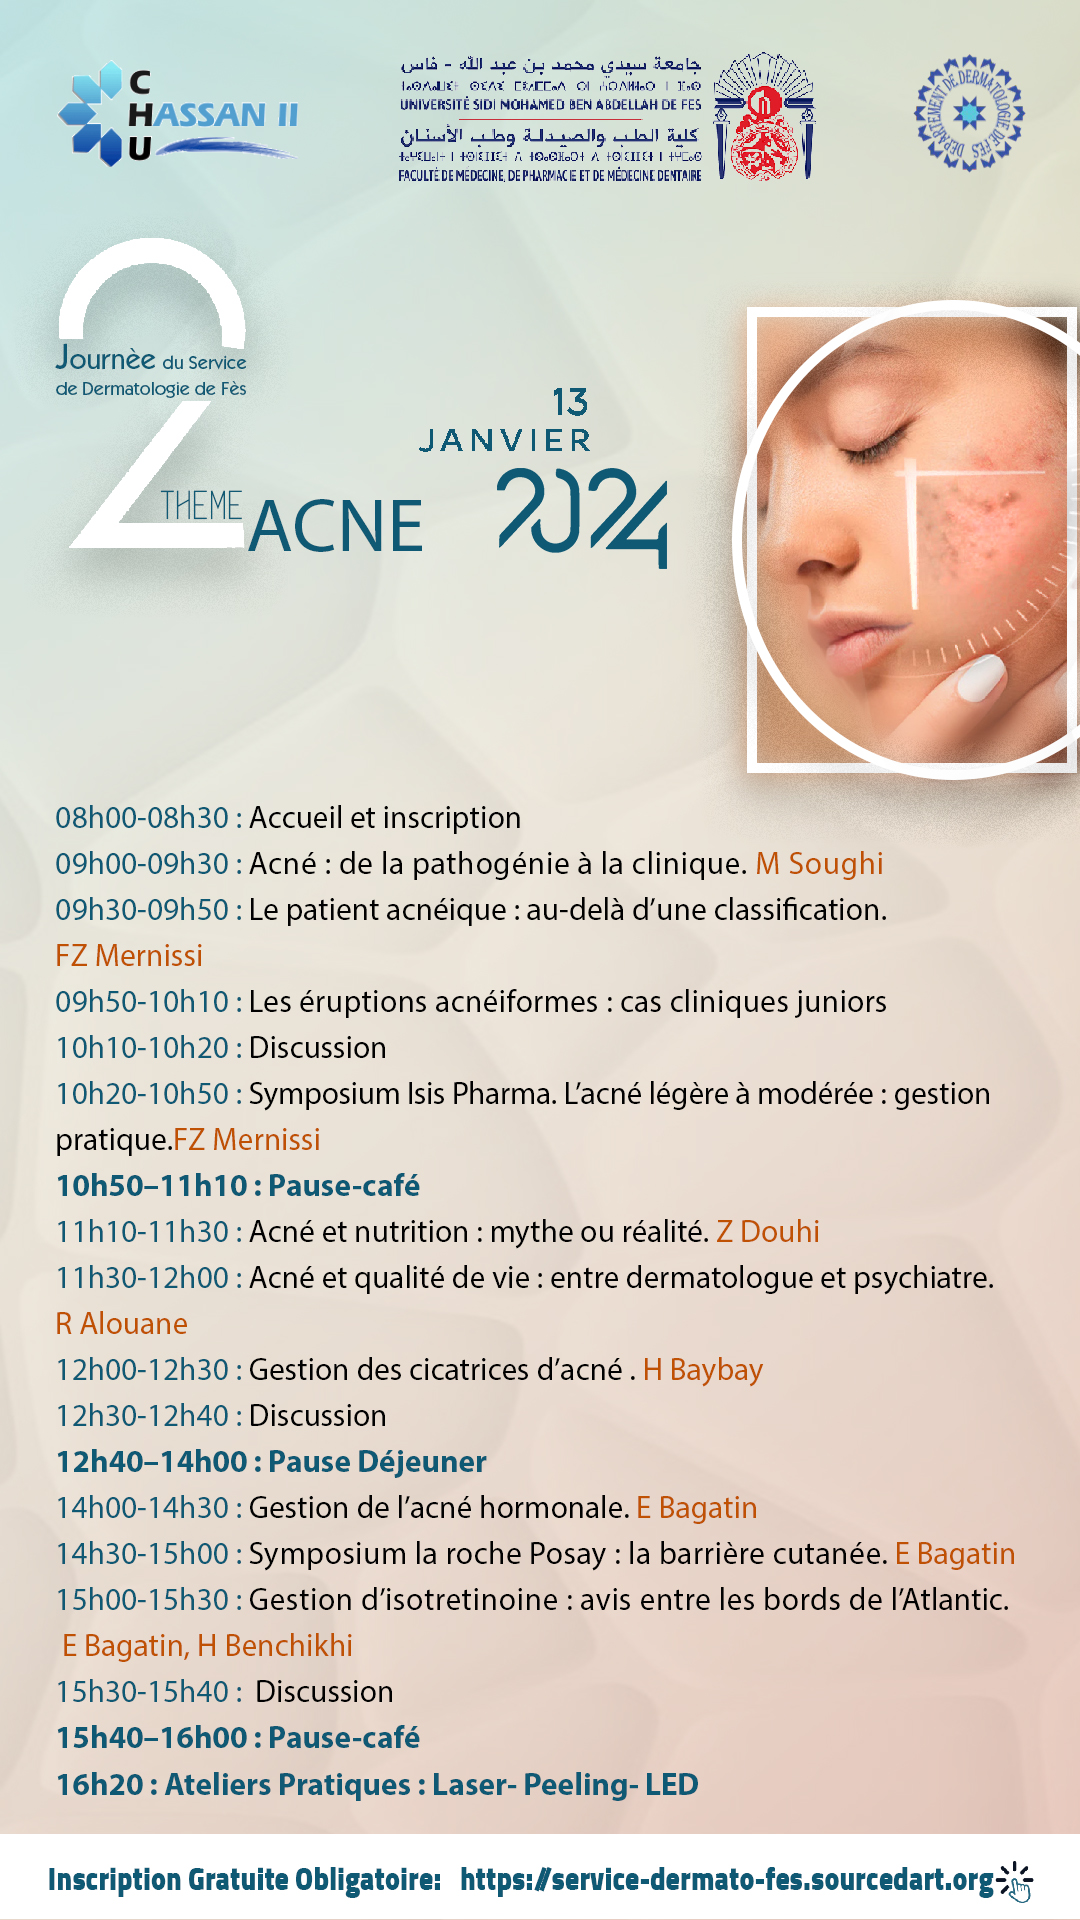 C
HASSAN II
U
جامعة سيدي محمد بن عبد الله - فاس
UNIVERSITÉ SIDI MOHAMED BEN ABDELLAH DE FES
كلية الطب والصيدلة وطب الأسنان
FACULTÉ DE MEDECINE, DE PHARMACIE ET DE MÉDECINE DENTAIRE
DÉPARTEMENT DE DERMATOLOGIE DE FÈS
2
Journèe du Service
de Dermatologie de Fès
THEME ACNE
13
JANVIER
2024
08h00-08h30 : Accueil et inscription
09h00-09h30 : Acné : de la pathogénie à la clinique. M Soughi
09h30-09h50 : Le patient acnéique : au-delà d’une classification.
FZ Mernissi
09h50-10h10 : Les éruptions acnéiformes : cas cliniques juniors
10h10-10h20 : Discussion
10h20-10h50 : Symposium Isis Pharma. L’acné légère à modérée : gestion
pratique.FZ Mernissi
10h50–11h10 : Pause-café
11h10-11h30 : Acné et nutrition : mythe ou réalité. Z Douhi
11h30-12h00 : Acné et qualité de vie : entre dermatologue et psychiatre.
R Alouane
12h00-12h30 : Gestion des cicatrices d’acné . H Baybay
12h30-12h40 : Discussion
12h40–14h00 : Pause Déjeuner
14h00-14h30 : Gestion de l’acné hormonale. E Bagatin
14h30-15h00 : Symposium la roche Posay : la barrière cutanée. E Bagatin
15h00-15h30 : Gestion d’isotretinoine : avis entre les bords de l’Atlantic.
E Bagatin, H Benchikhi
15h30-15h40 : Discussion
15h40–16h00 : Pause-café
16h20 : Ateliers Pratiques : Laser- Peeling- LED
Inscription Gratuite Obligatoire: https://service-dermato-fes.sourcedart.org